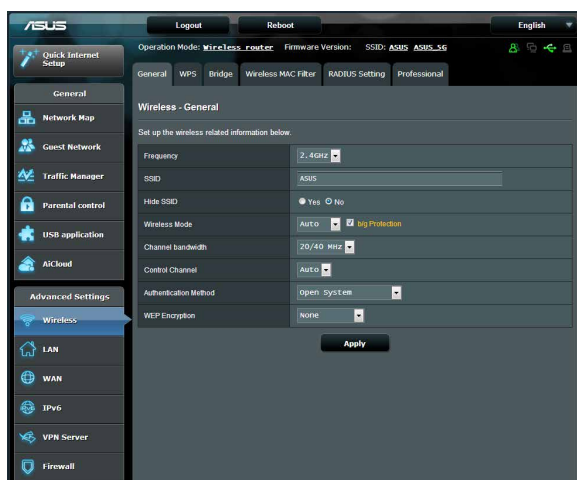 ASUS
Logout
Reboot
English
Quick Internet Setup
Operation Mode: Wireless router Firmware Version: SSID: ASUS ASUS_5G
General WPS Bridge Wireless MAC Filter RADIUS Setting Professional
General
Network Map
Guest Network
Traffic Manager
Parental control
USB application
AiCloud
Advanced Settings
Wireless
LAN
WAN
IPv6
VPN Server
Firewall
Wireless - General
Set up the wireless related information below.
Frequency 2.4GHz
SSID ASUS
Hide SSID Yes No
Wireless Mode Auto b/g Protection
Channel bandwidth 20/40 MHz
Control Channel Auto
Authentication Method Open System
WEP Encryption None
Apply